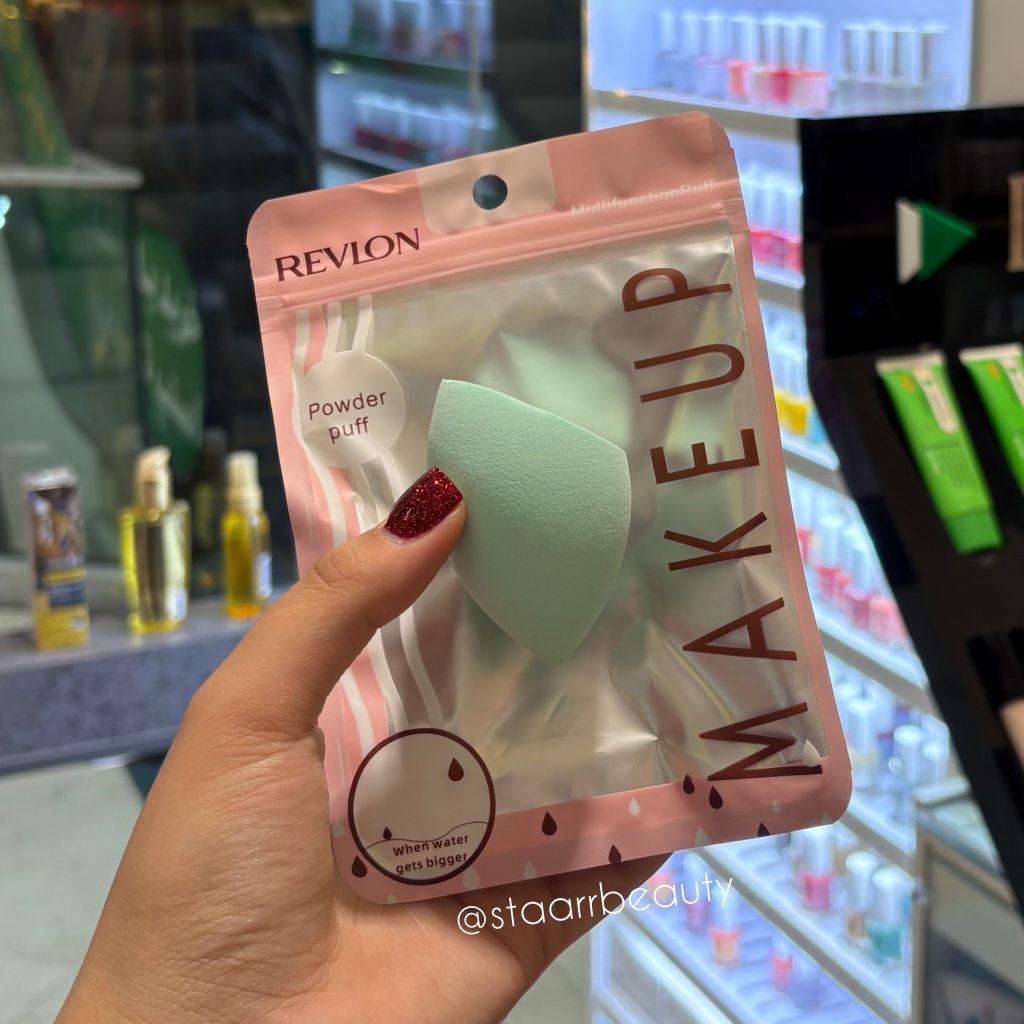 MultifunctionPuff
REVLON
Powder
puff
MAKEUP
When water
gets bigger
@staarrbeauty